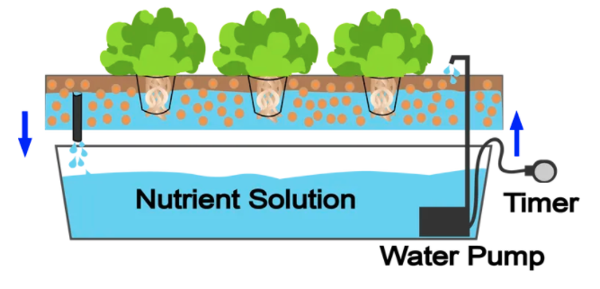 Nutrient Solution
Timer
Water Pump